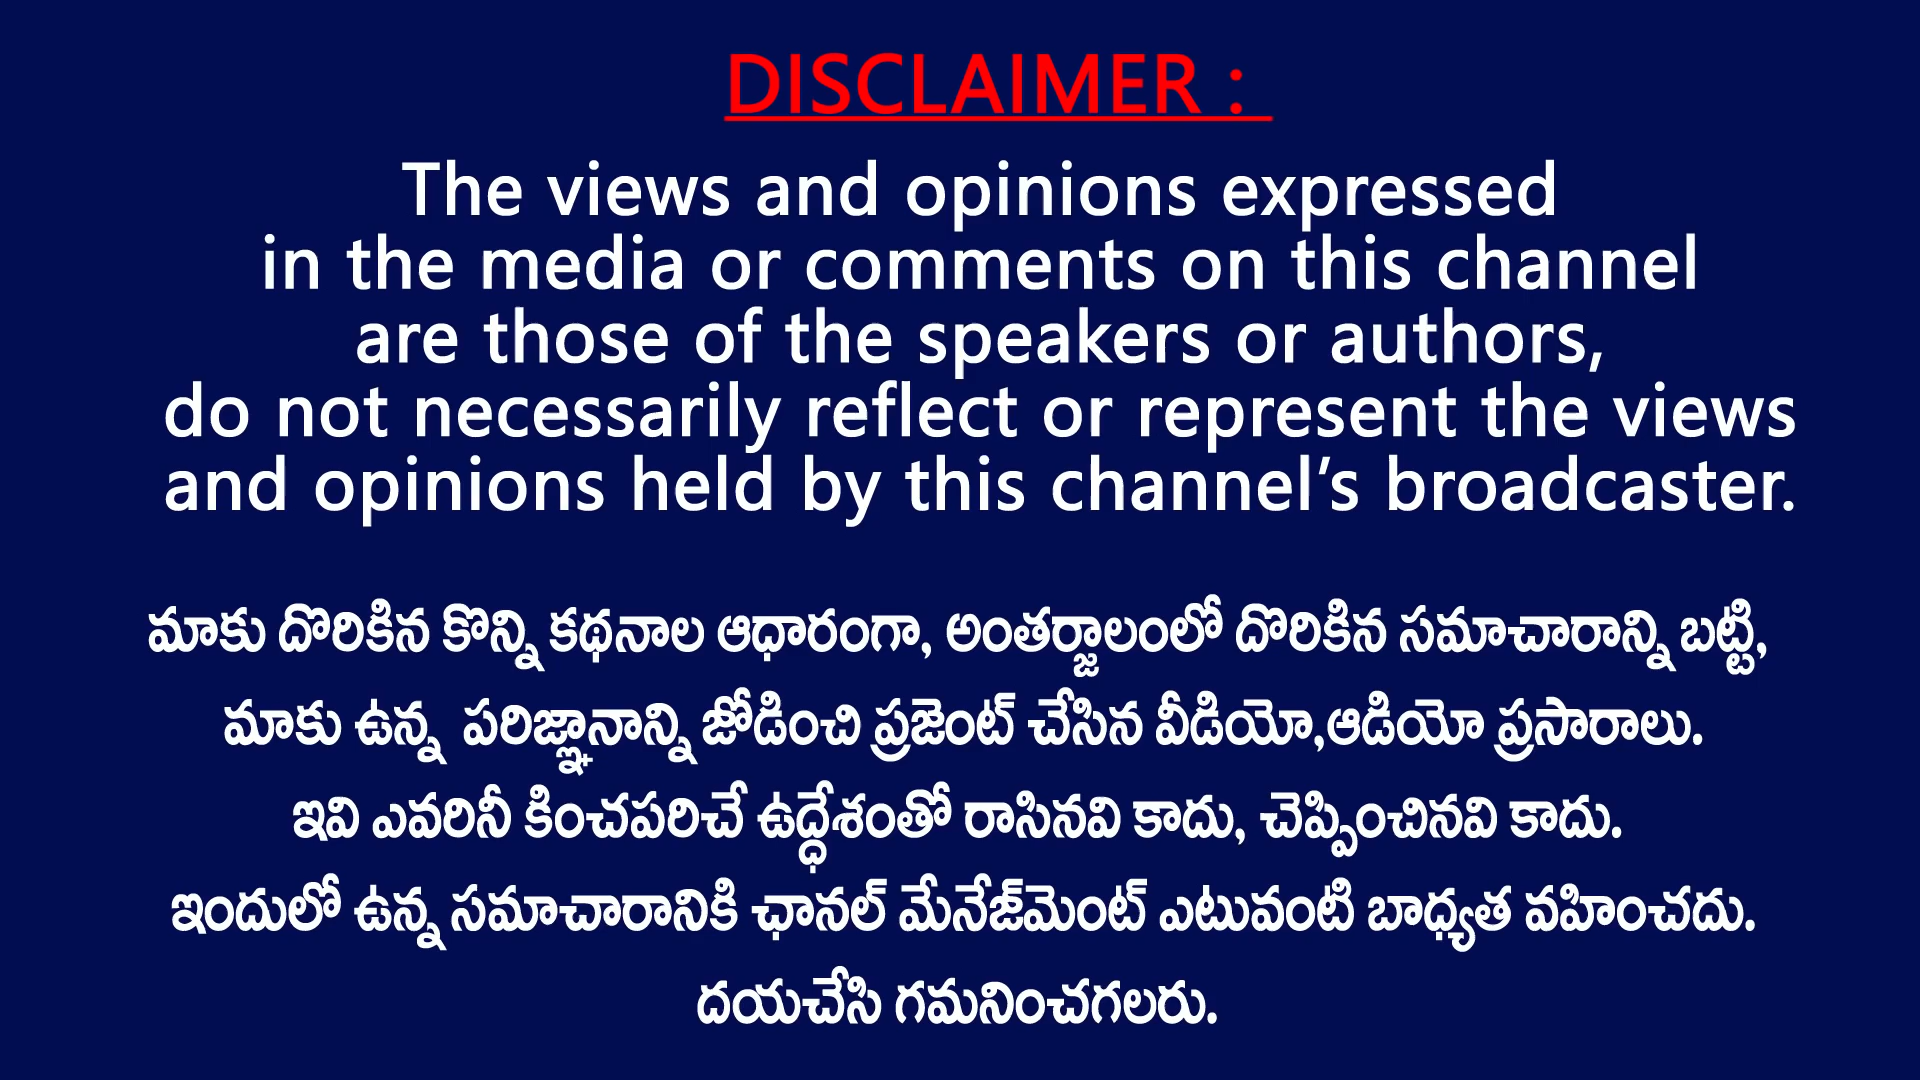 DISCLAIMER :
The views and opinions expressed
in the media or comments on this channel
are those of the speakers or authors,
do not necessarily reflect or represent the views
and opinions held by this channel’s broadcaster.
మాకు దొరికిన కొన్ని కథనాల ఆధారంగా, అంతర్జాలంలో దొరికిన సమాచారాన్ని బట్టి,
మాకు ఉన్న పరిజ్ఞానాన్ని జోడించి ప్రజెంట్ చేసిన వీడియో,ఆడియో ప్రసారాలు.
ఇవి ఎవరినీ కించపరిచే ఉద్ధేశంతో రాసినవి కాదు, చెప్పించినవి కాదు.
ఇందులో ఉన్న సమాచారానికి ఛానల్ మేనేజ్‌మెంట్ ఎటువంటి బాధ్యత వహించదు.
దయచేసి గమనించగలరు.